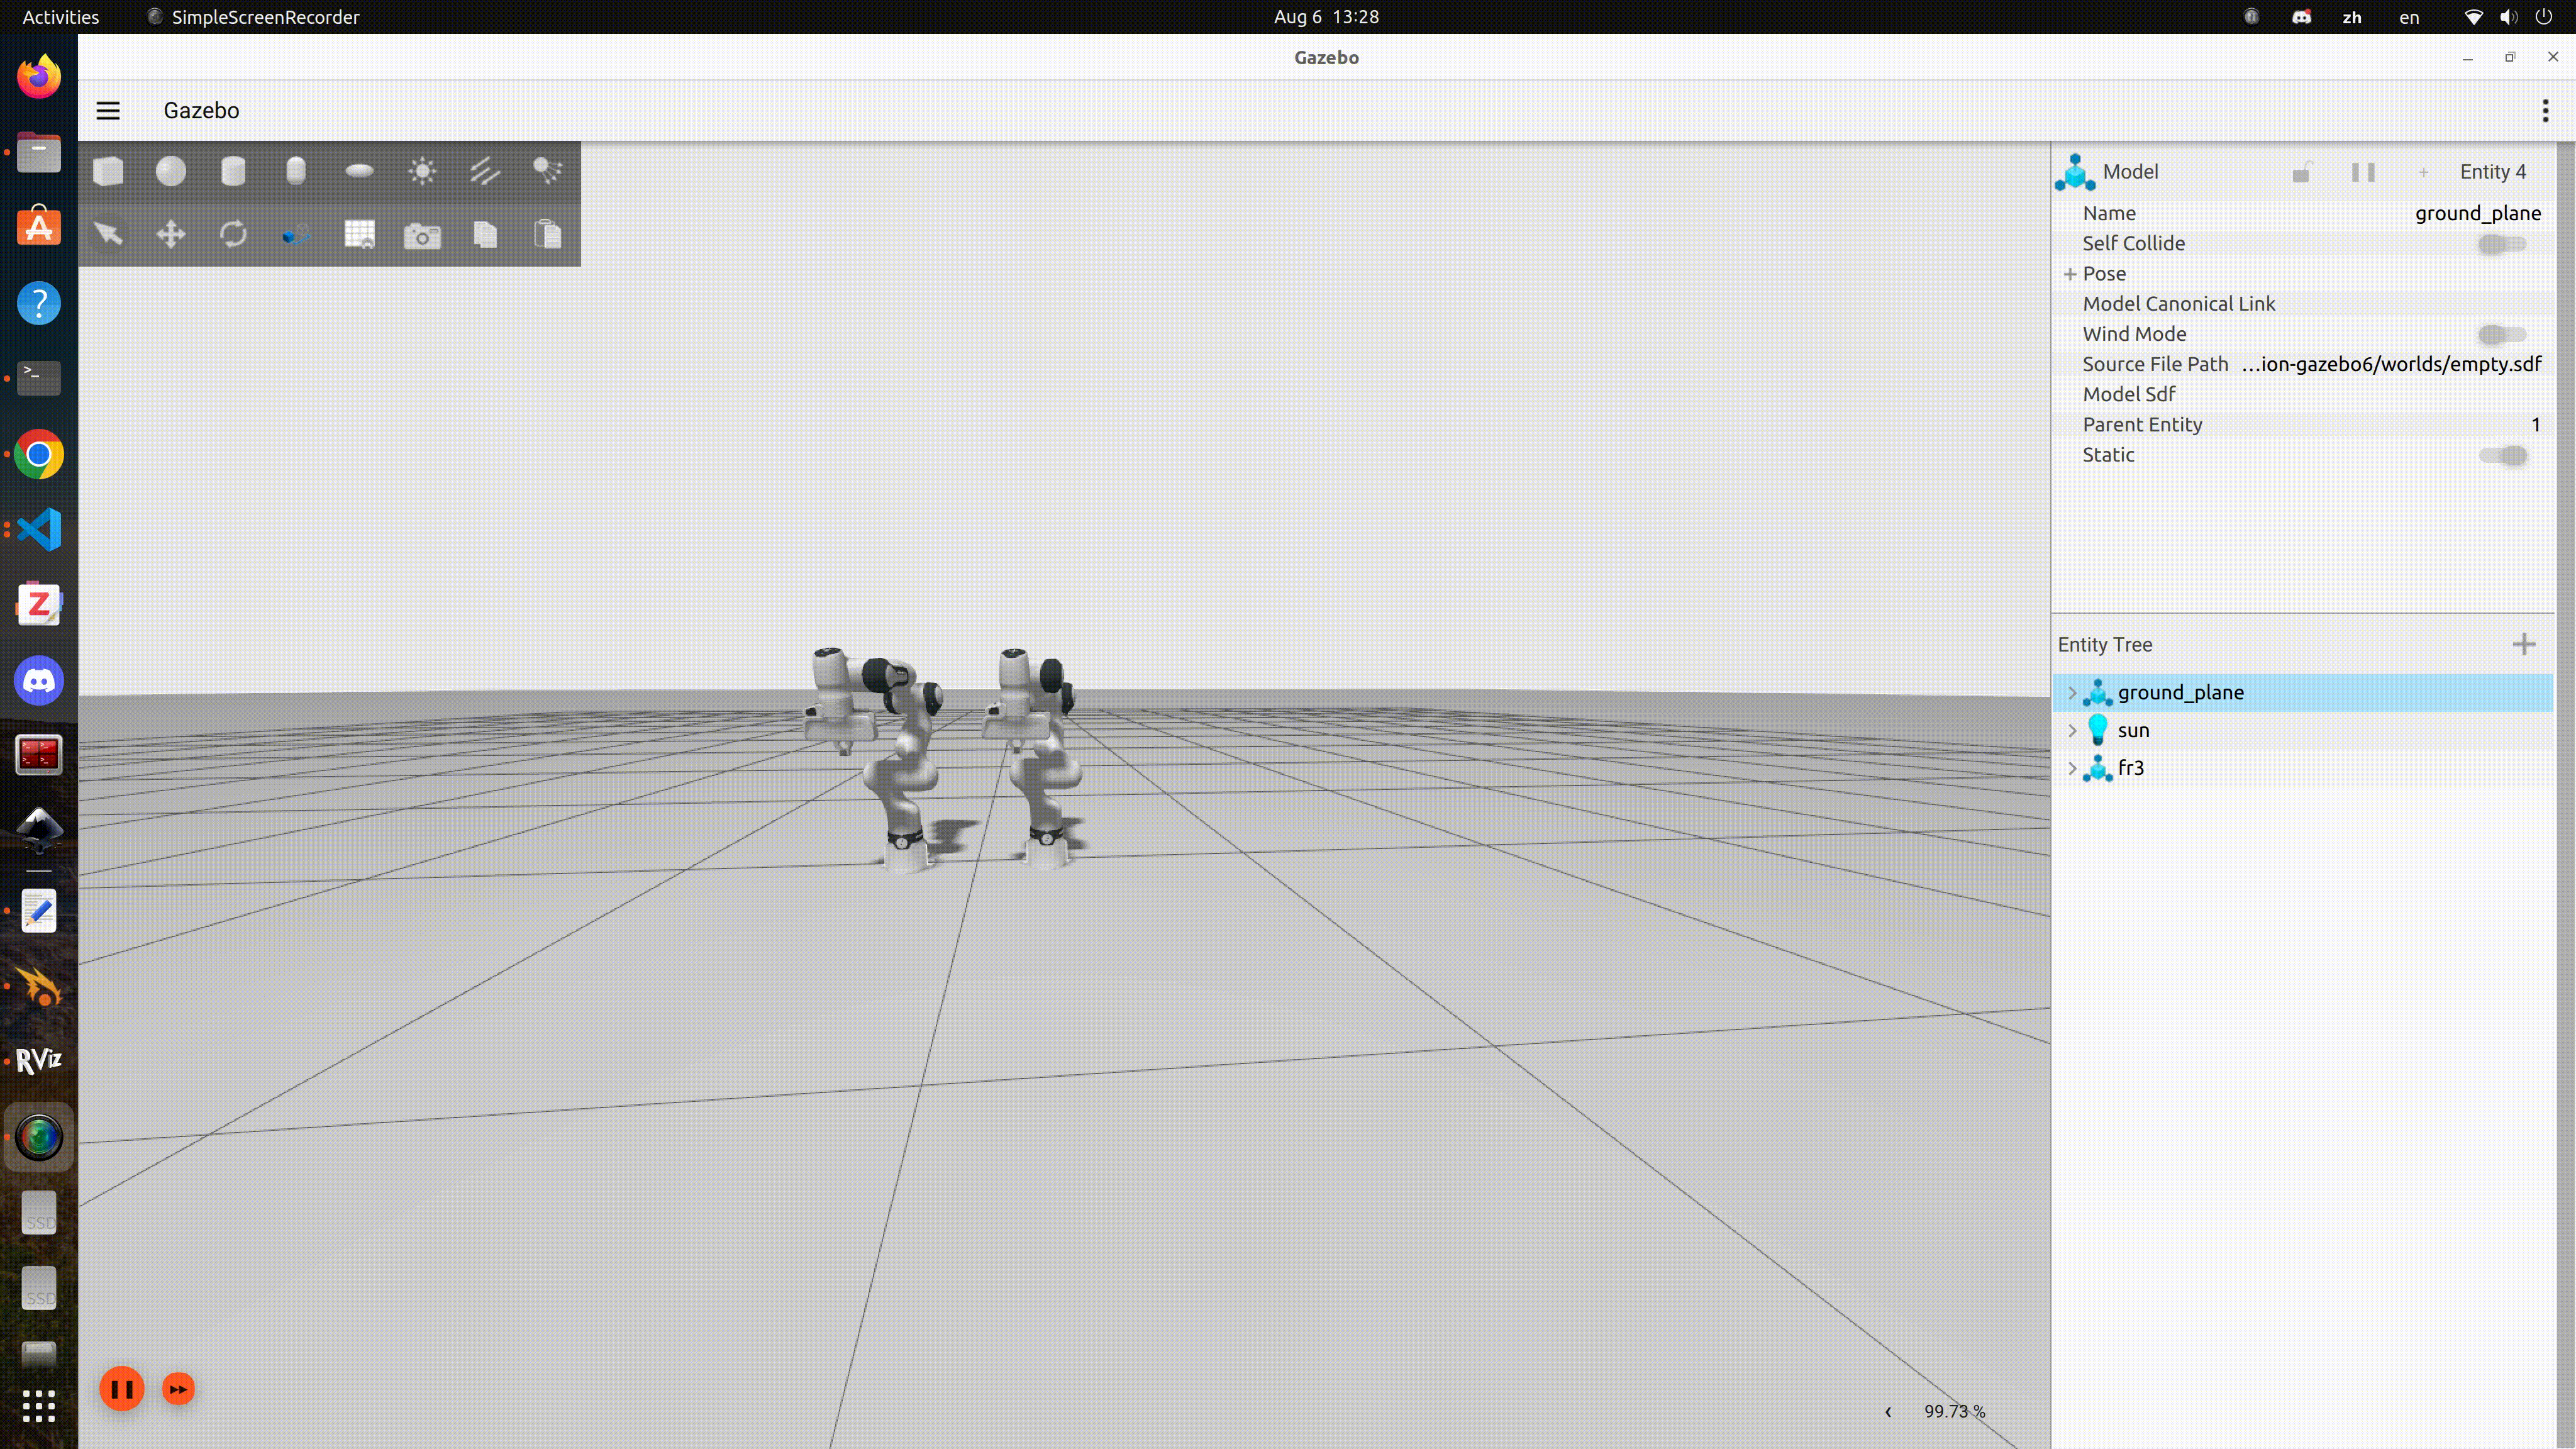 Activities SimpleScreenRecorder Aug 6 13:28 zh en
Gazebo
Gazebo
Model Entity 4
Name ground_plane
Self Collide
Pose
Model Canonical Link
Wind Mode
Source File Path ...ion-gazebo6/worlds/empty.sdf
Model Sdf
Parent Entity 1
Static
Entity Tree
ground_plane
sun
fr3
RViz
SSD
SSD
99.73 %